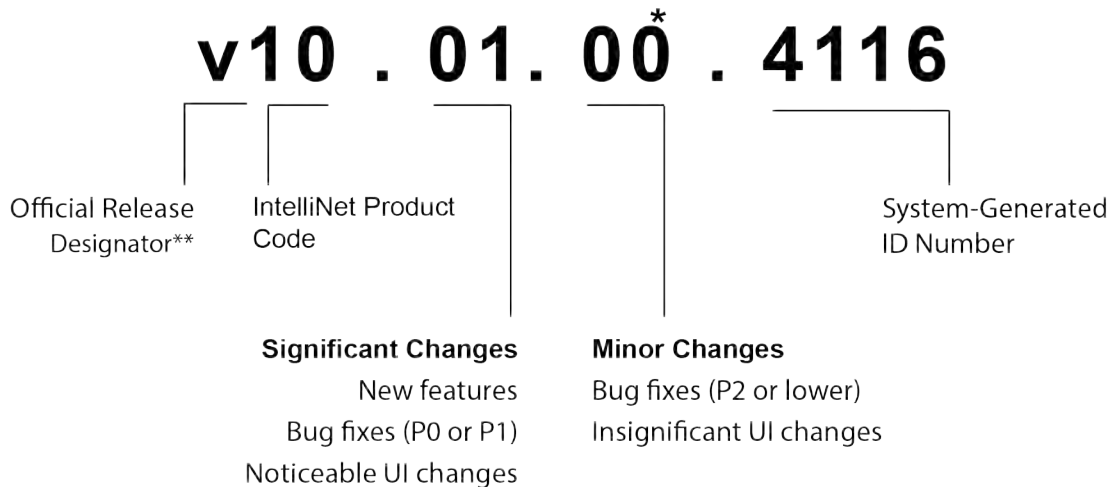 v10 . 01. 00* . 4116
Official Release
Designator**
IntelliNet Product
Code
System-Generated
ID Number
Significant Changes
New features
Bug fixes (P0 or P1)
Noticeable UI changes
Minor Changes
Bug fixes (P2 or lower)
Insignificant UI changes